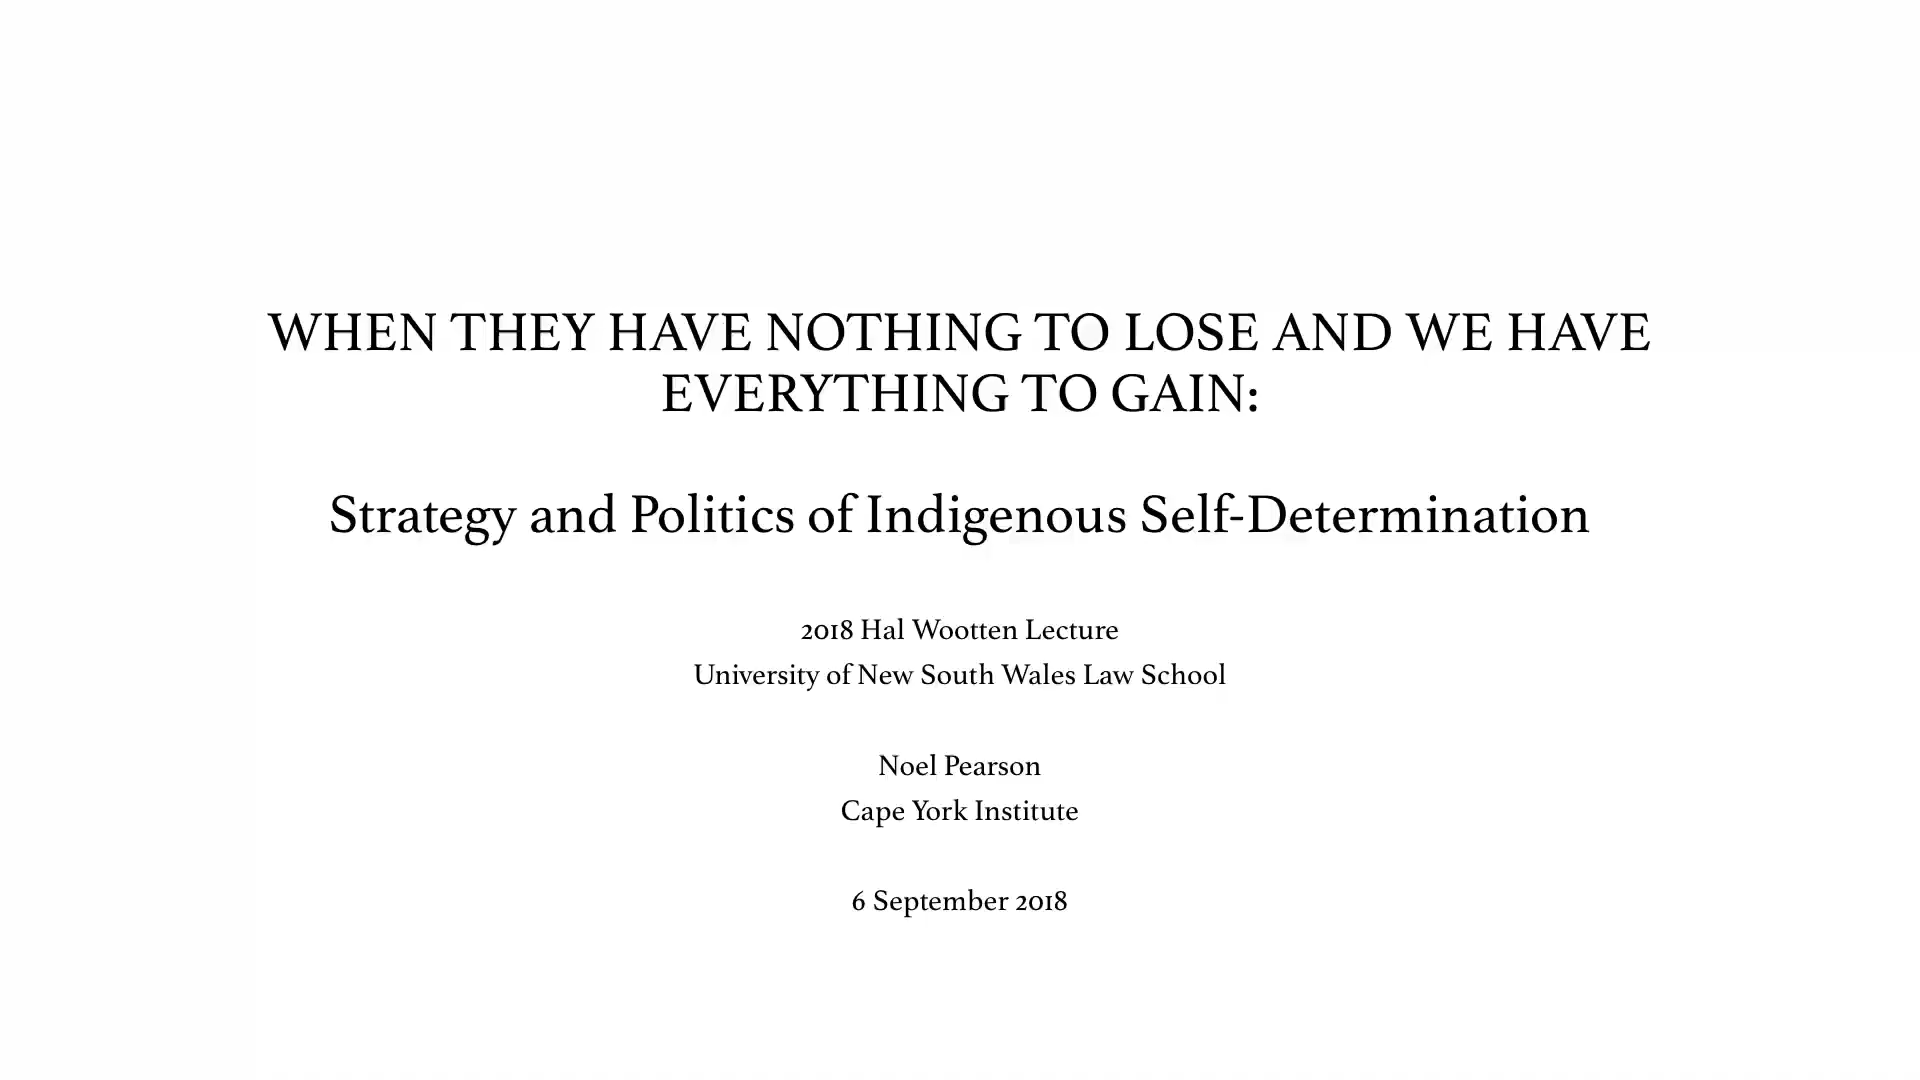 WHEN THEY HAVE NOTHING TO LOSE AND WE HAVE
EVERYTHING TO GAIN:
Strategy and Politics of Indigenous Self-Determination
2018 Hal Wootten Lecture
University of New South Wales Law School
Noel Pearson
Cape York Institute
6 September 2018